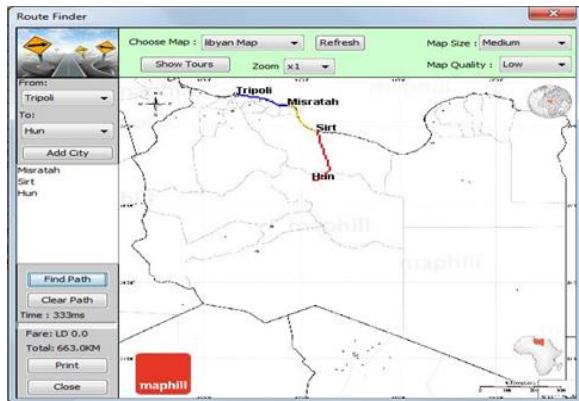 Route Finder
Choose Map : libyan Map
Refresh
Map Size : Medium
Show Tours
Zoom x1
Map Quality : Low
From:
Tripoli
To:
Hun
Add City
Misratah
Sirt
Hun
Find Path
Clear Path
Time : 333ms
Fare: LD 0.0
Total: 663.0KM
Print
Close
Tripoli
Misratah
Sirt
Hun
maphill
maphill